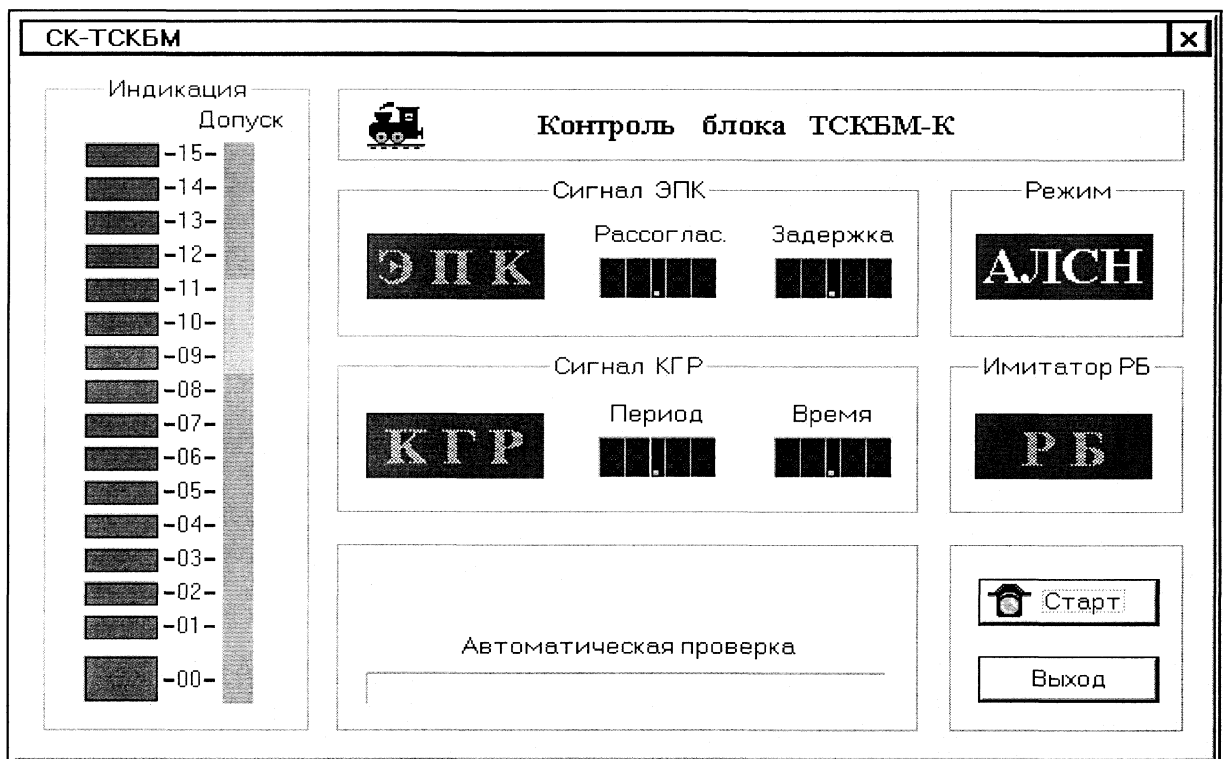 СК-ТСКБМ
Индикация
Допуск
-15-
-14-
-13-
-12-
-11-
-10-
-09-
-08-
-07-
-06-
-05-
-04-
-03-
-02-
-01-
-00-
Контроль блока ТСКБМ-К
Сигнал ЭПК
ЭПК
Рассоглас.
Задержка
Режим
АЛСН
Сигнал КГР
КГР
Период
Время
Имитатор РБ
РБ
Автоматическая проверка
Старт
Выход